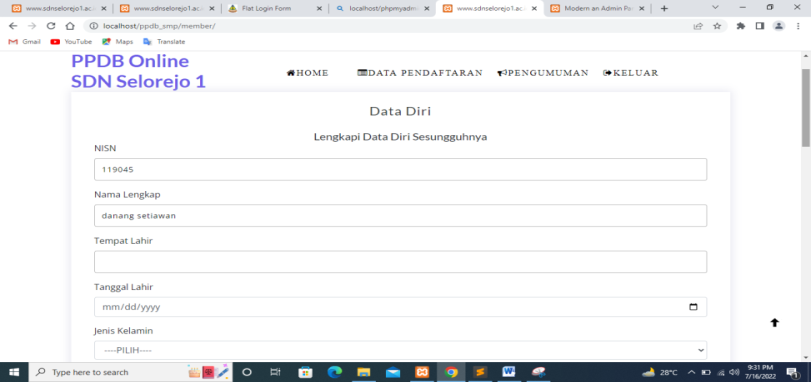 www.sdnselorejo1.ac.
www.sdnselorejo1.ac.
Flat Login Form
localhost/phpmyadmi
www.sdnselorejo1.ac.
Modern an Admin Pa
localhost/ppdb_smp/member/
Gmail
YouTube
Maps
Translate
PPDB Online
SDN Selorejo 1
HOME
DATA PENDAFTARAN
PENGUMUMAN
KELUAR
Data Diri
Lengkapi Data Diri Sesungguhnya
NISN
119045
Nama Lengkap
danang setiawan
Tempat Lahir
Tanggal Lahir
mm/dd/yyyy
Jenis Kelamin
----PILIH----
Type here to search
28°C
9:31 PM
7/16/2022